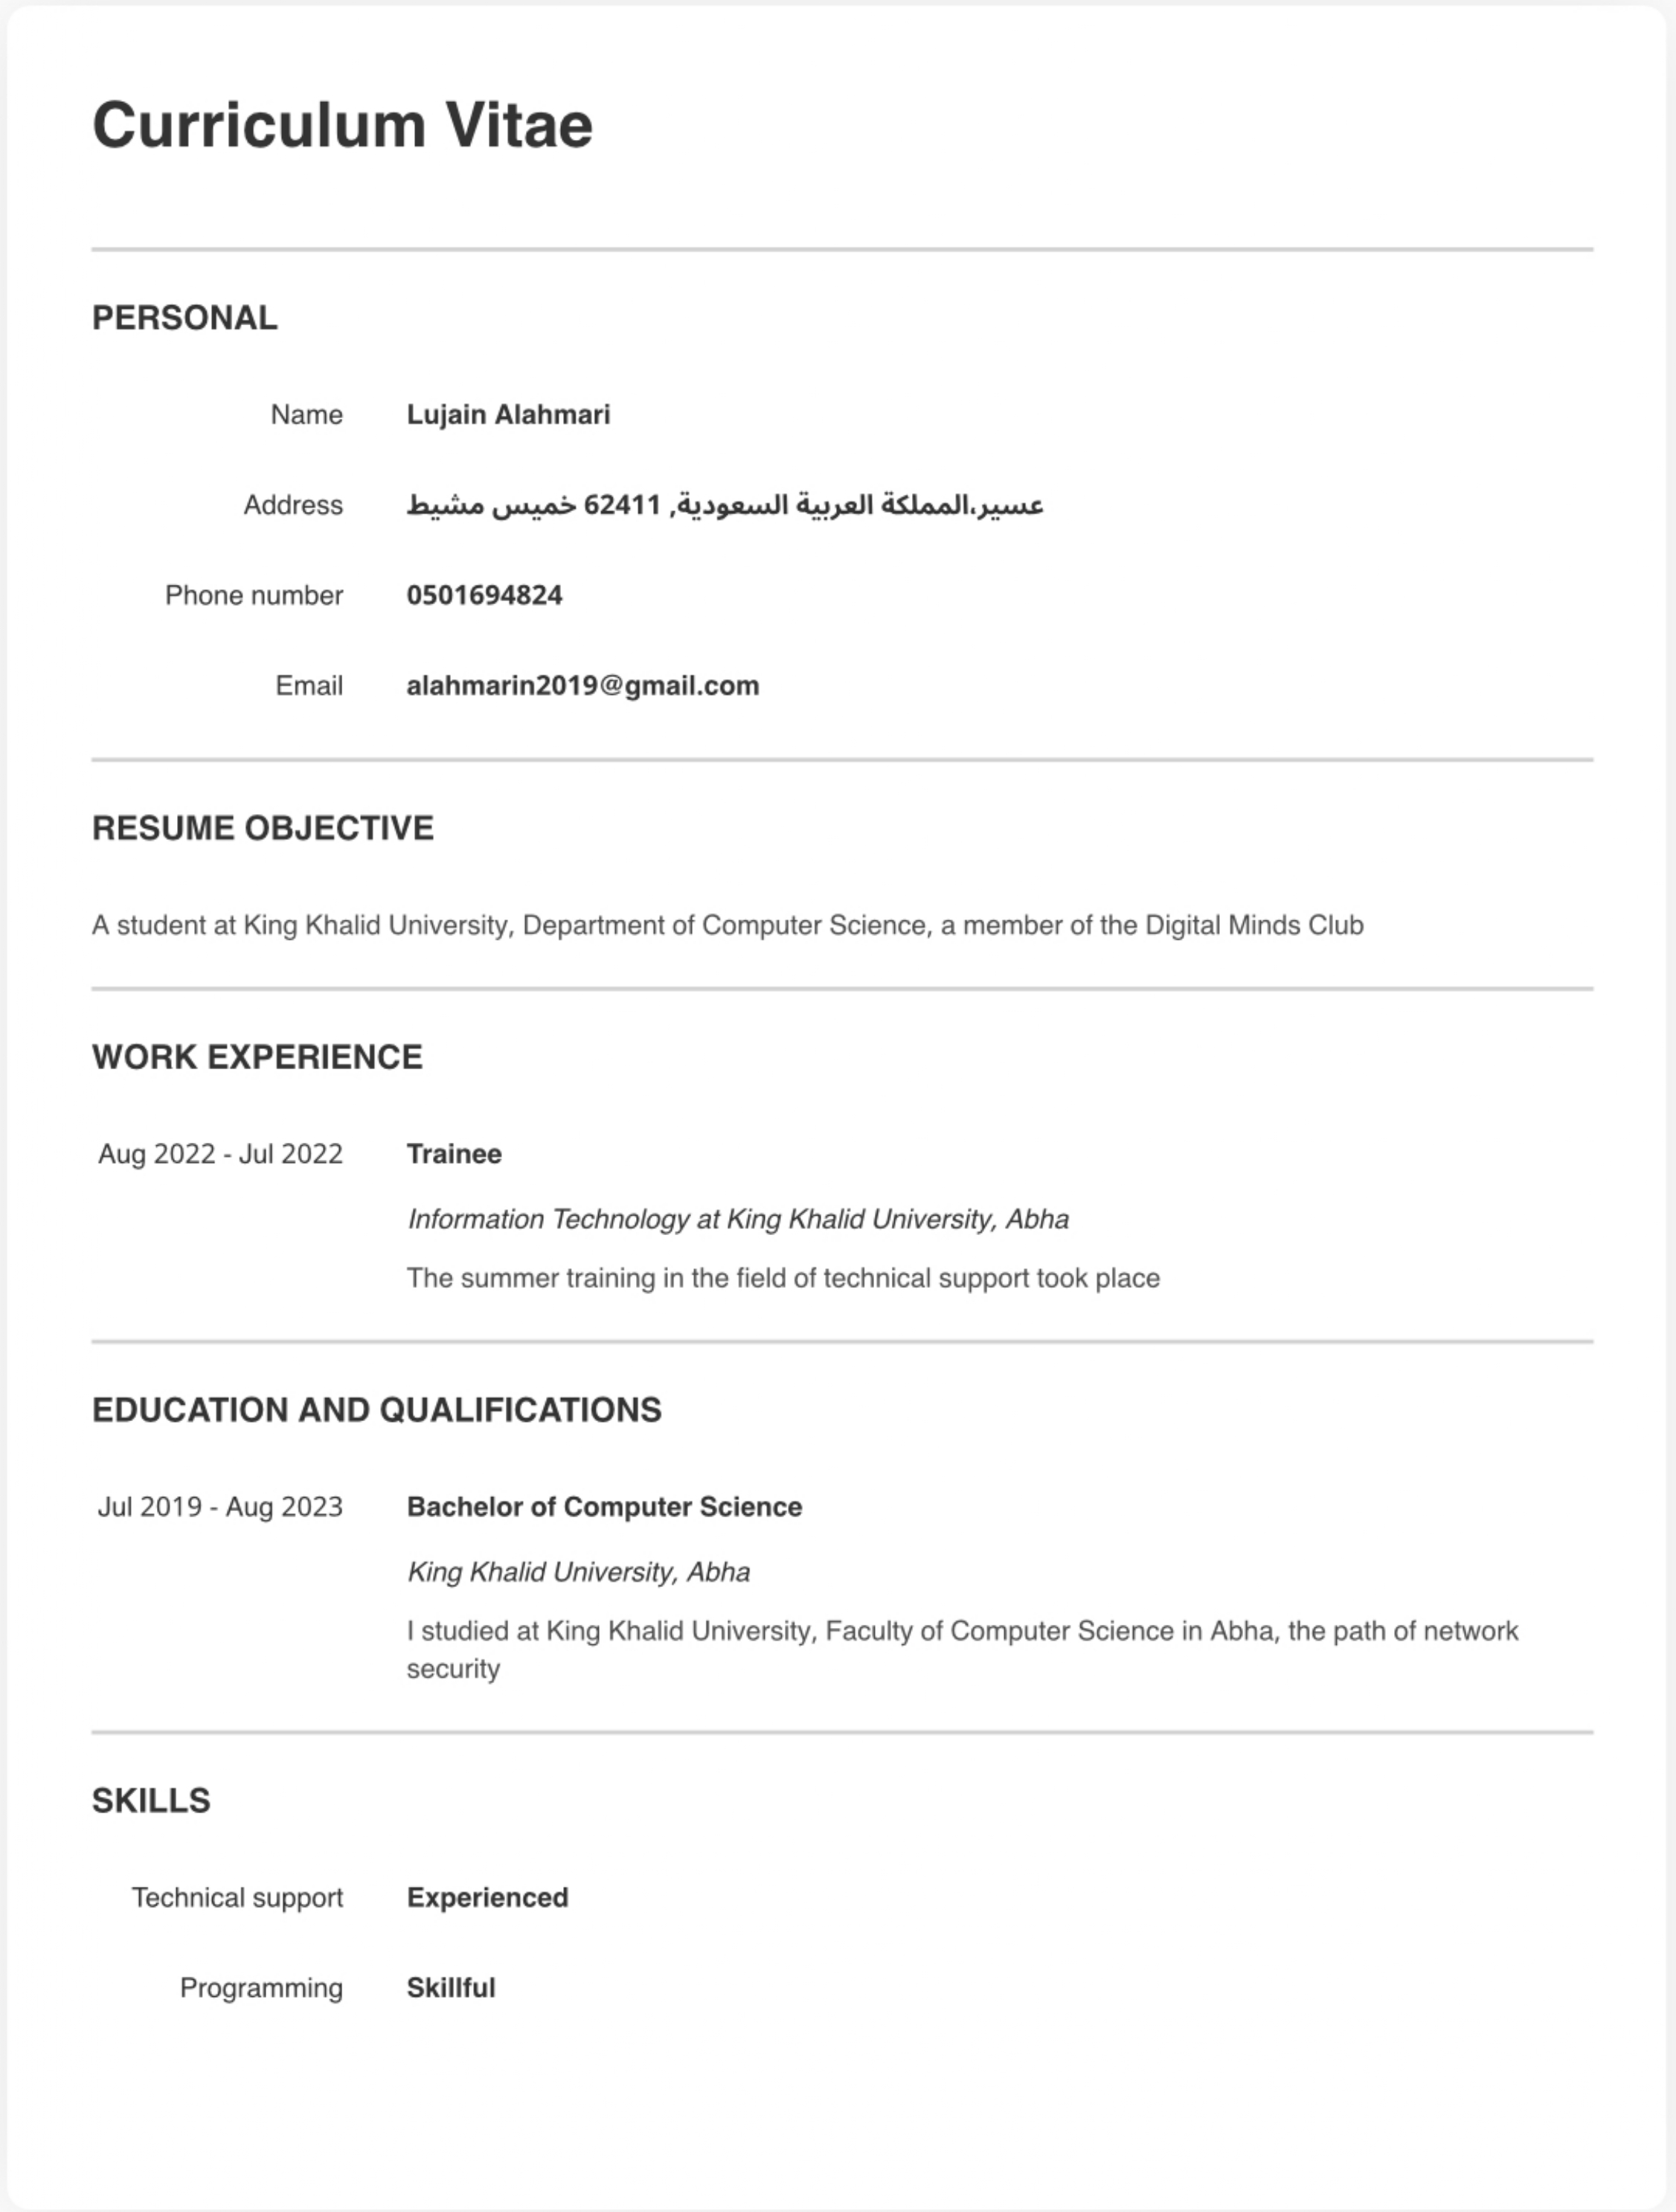 Curriculum Vitae
PERSONAL
Name Lujain Alahmari
Address عسير،المملكة العربية السعودية, 62411 خميس مشيط
Phone number 0501694824
Email alahmarin2019@gmail.com
RESUME OBJECTIVE
A student at King Khalid University, Department of Computer Science, a member of the Digital Minds Club
WORK EXPERIENCE
Aug 2022 - Jul 2022 Trainee
Information Technology at King Khalid University, Abha
The summer training in the field of technical support took place
EDUCATION AND QUALIFICATIONS
Jul 2019 - Aug 2023 Bachelor of Computer Science
King Khalid University, Abha
I studied at King Khalid University, Faculty of Computer Science in Abha, the path of network
security
SKILLS
Technical support Experienced
Programming Skillful